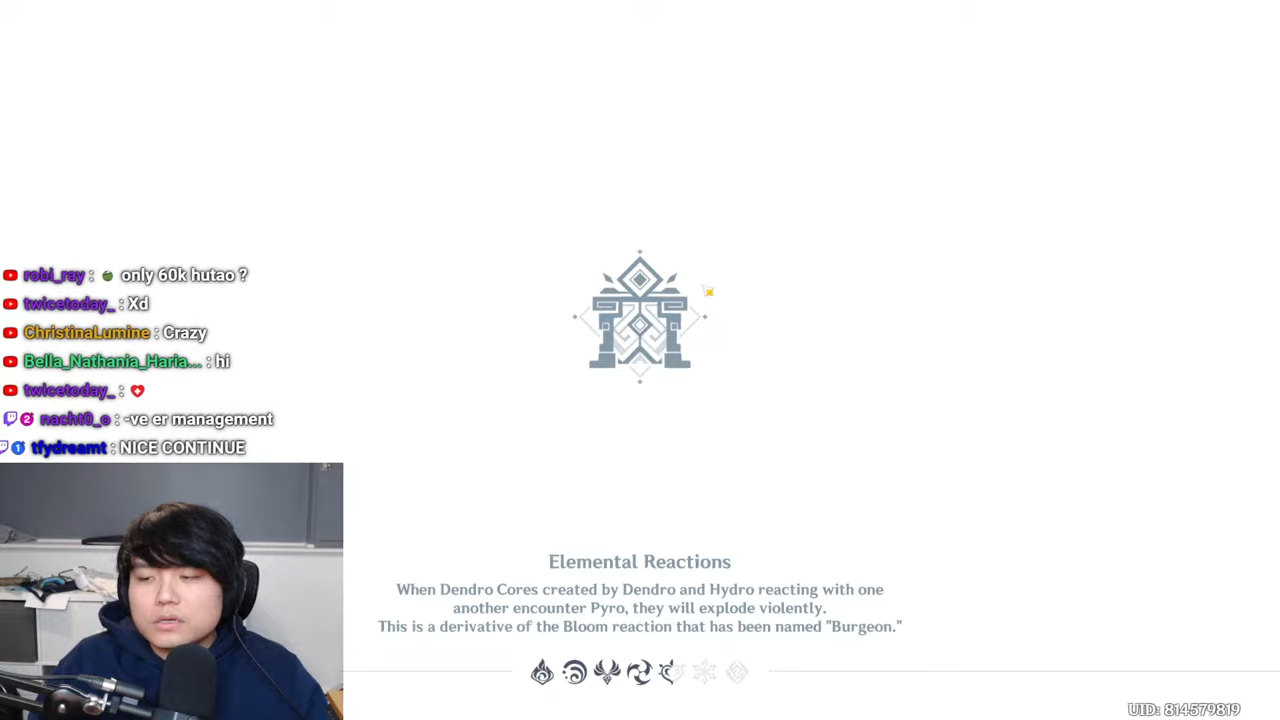 robi_ray : only 60k hutao ?
twicetoday_ : Xd
ChristinaLumine : Crazy
Bella_Nathania_Haria... : hi
twicetoday_ :
nacht0_o : -ve er management
tfydreamt : NICE CONTINUE
Elemental Reactions
When Dendro Cores created by Dendro and Hydro reacting with one
another encounter Pyro, they will explode violently.
This is a derivative of the Bloom reaction that has been named "Burgeon."
UID: 814579819